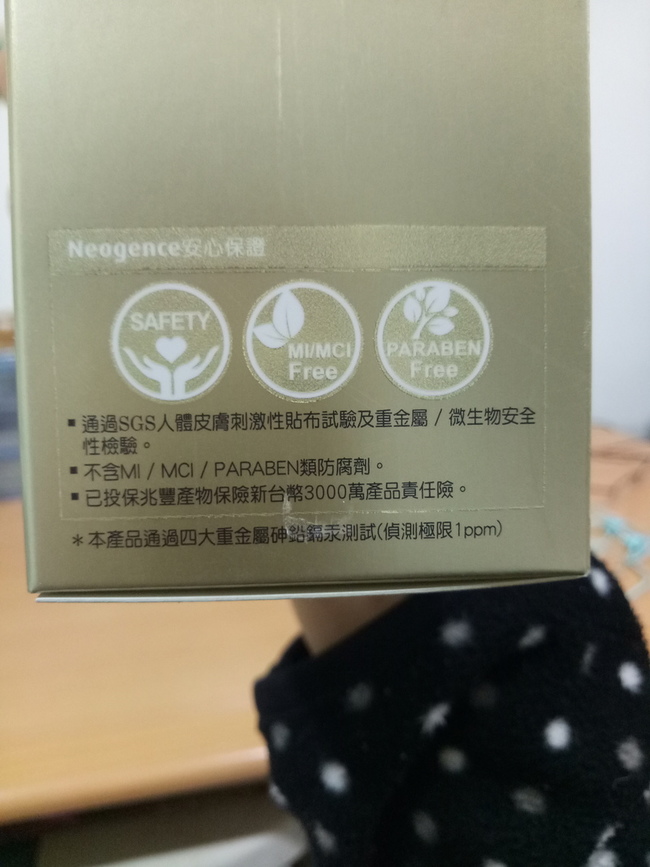 Neogence安心保證
SAFETY
MI/MCI
Free
PARABEN
Free
▪ 通過SGS人體皮膚刺激性貼布試驗及重金屬 / 微生物安全
性檢驗。
▪ 不含MI / MCI / PARABEN類防腐劑。
▪ 已投保兆豐產物保險新台幣3000萬產品責任險。
＊本產品通過四大重金屬砷鉛鎘汞測試(偵測極限1ppm)